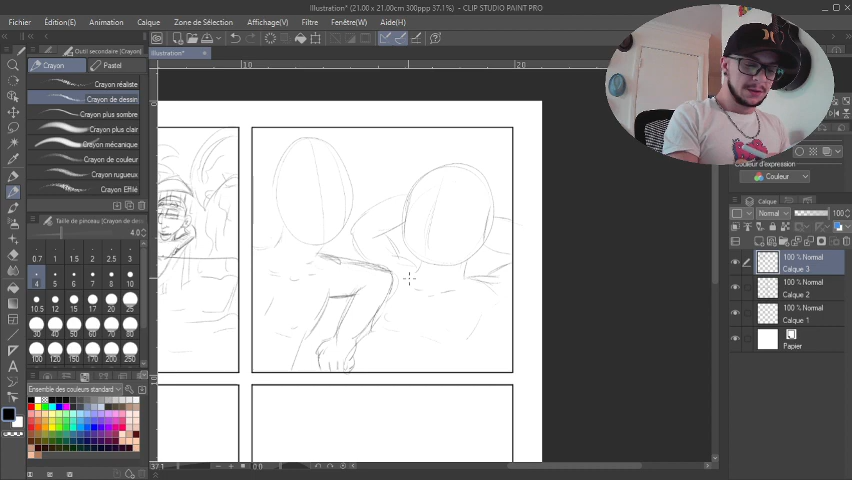 Illustration* (21.00 x 21.00cm 300ppp 37.1%) - CLIP STUDIO PAINT PRO
Fichier Édition(E) Animation Calque Zone de Sélection Affichage(V) Filtre Fenêtre(W) Aide(H)
Outil secondaire (Crayon)
Illustration*
Crayon Pastel
Crayon réaliste
Crayon de dessin
Crayon plus sombre
Crayon plus clair
Crayon mécanique
Crayon de couleur
Crayon rugueux
Crayon Effilé
Taille de pinceau [Crayon de de
4.0
0.7 1 1.5 2 2.5 3
4 5 6 7 8 10
10.5 12 15 17 20 25
30 40 50 60 70 80
100 120 150 170 200 250
Ensemble des couleurs standard
10 20
Couleur d'expression
Couleur
Calque
Normal 100
100 % Normal
Calque 3
100 % Normal
Calque 2
100 % Normal
Calque 1
Papier
37.1 0.0